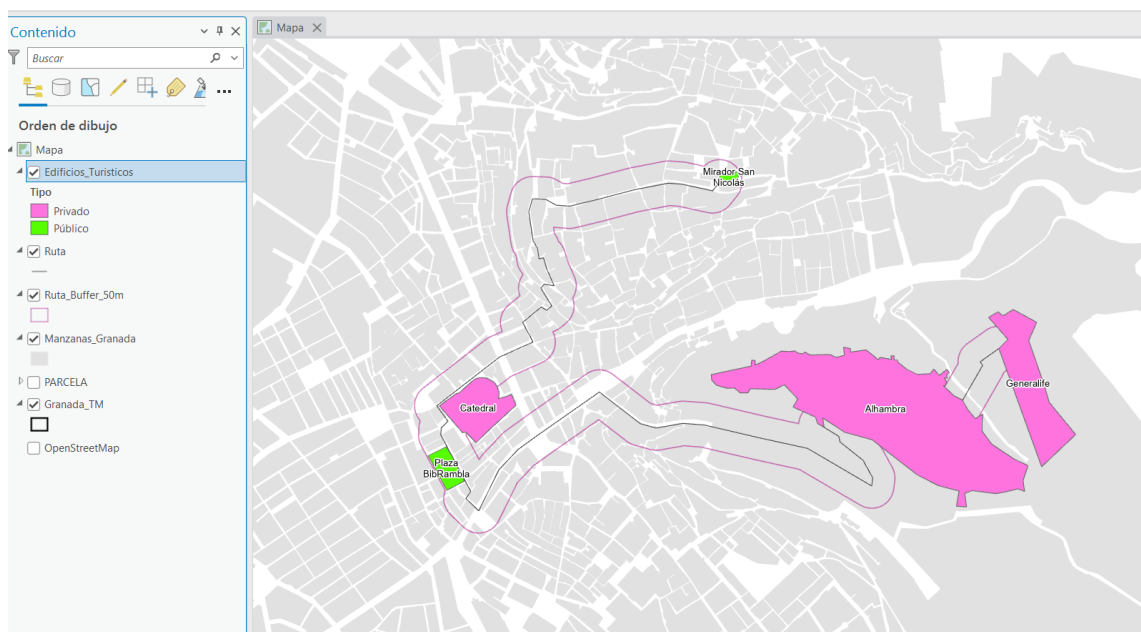 Contenido
Buscar
...
Orden de dibujo
Mapa
Edificios_Turisticos
Tipo
Privado
Público
Ruta
Ruta_Buffer_50m
Manzanas_Granada
PARCELA
Granada_TM
OpenStreetMap
Mapa
Mirador San
Nicolás
Generalife
Catedral
Alhambra
Plaza
BibRambla